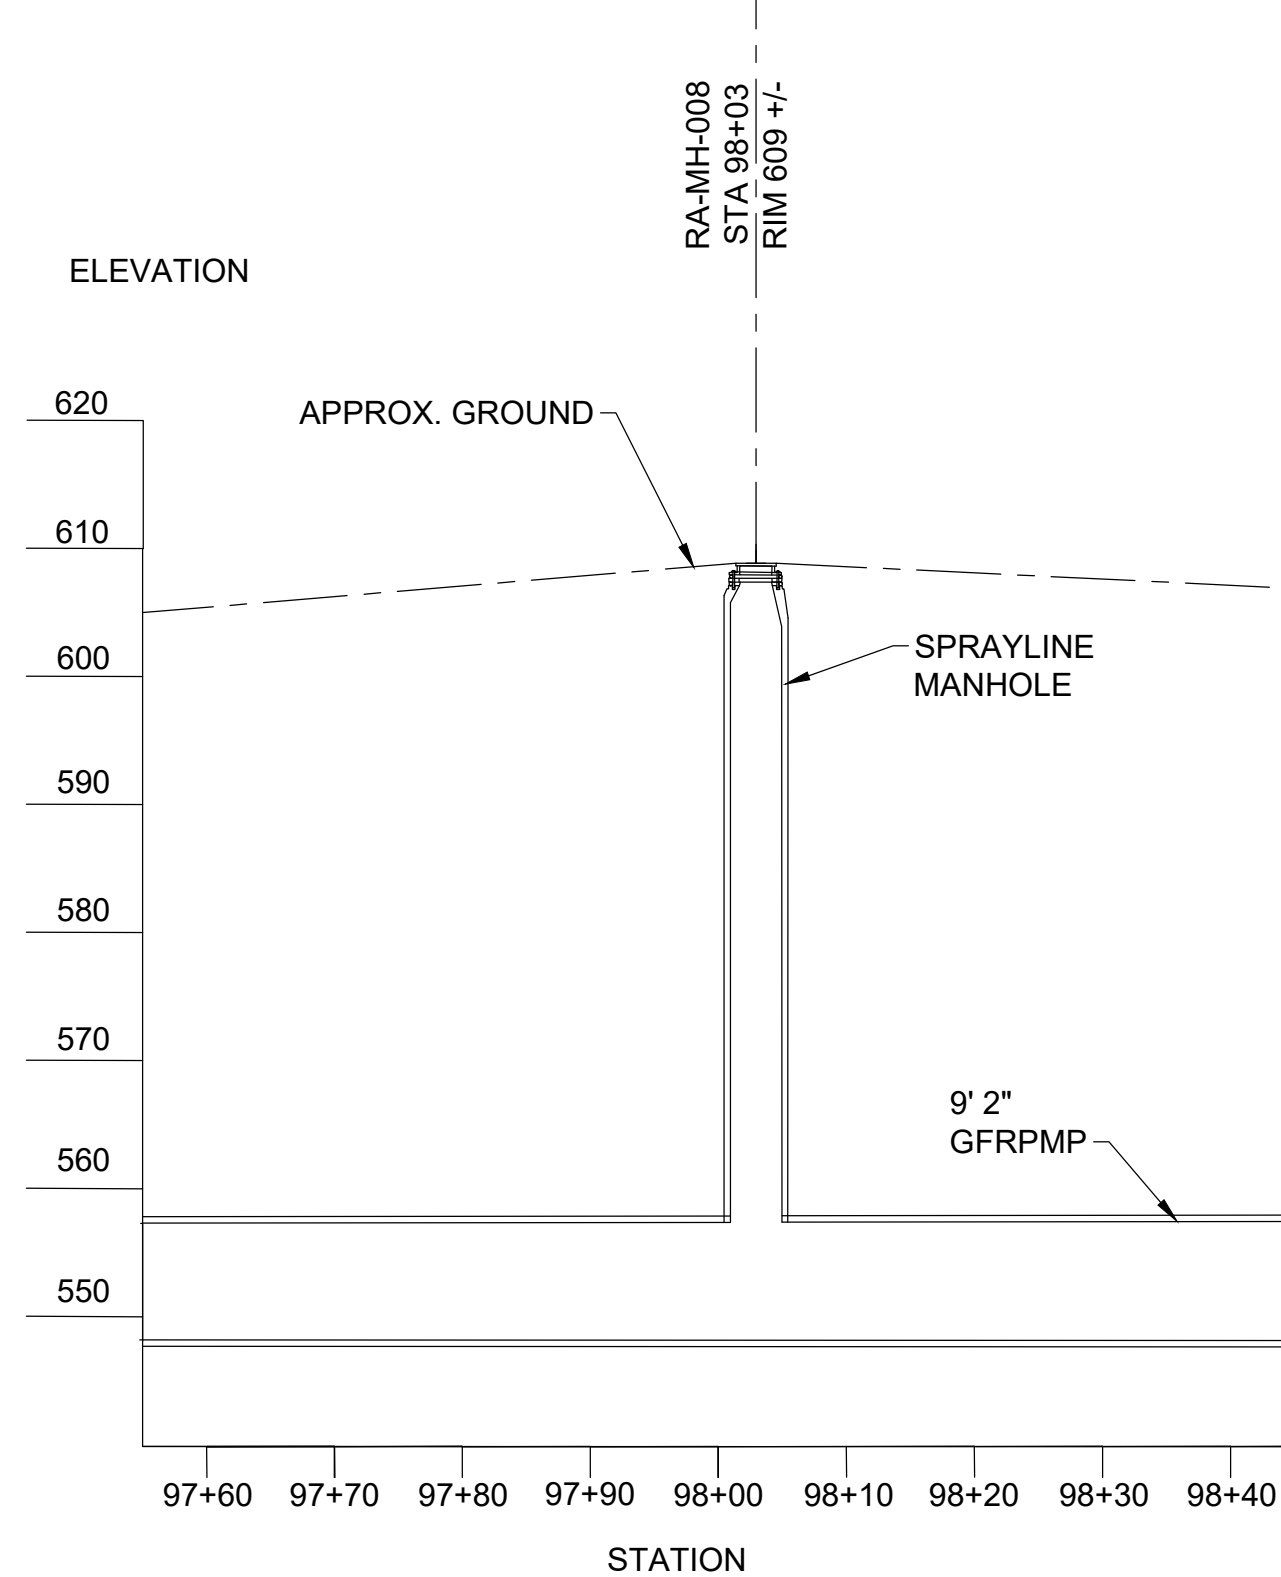 RA-MH-008
STA 98+03
RIM 609 +/-
ELEVATION
620
APPROX. GROUND
610
600
SPRAYLINE
MANHOLE
590
580
570
9' 2"
GFRPMP
560
550
97+60 97+70 97+80 97+90 98+00 98+10 98+20 98+30 98+40
STATION